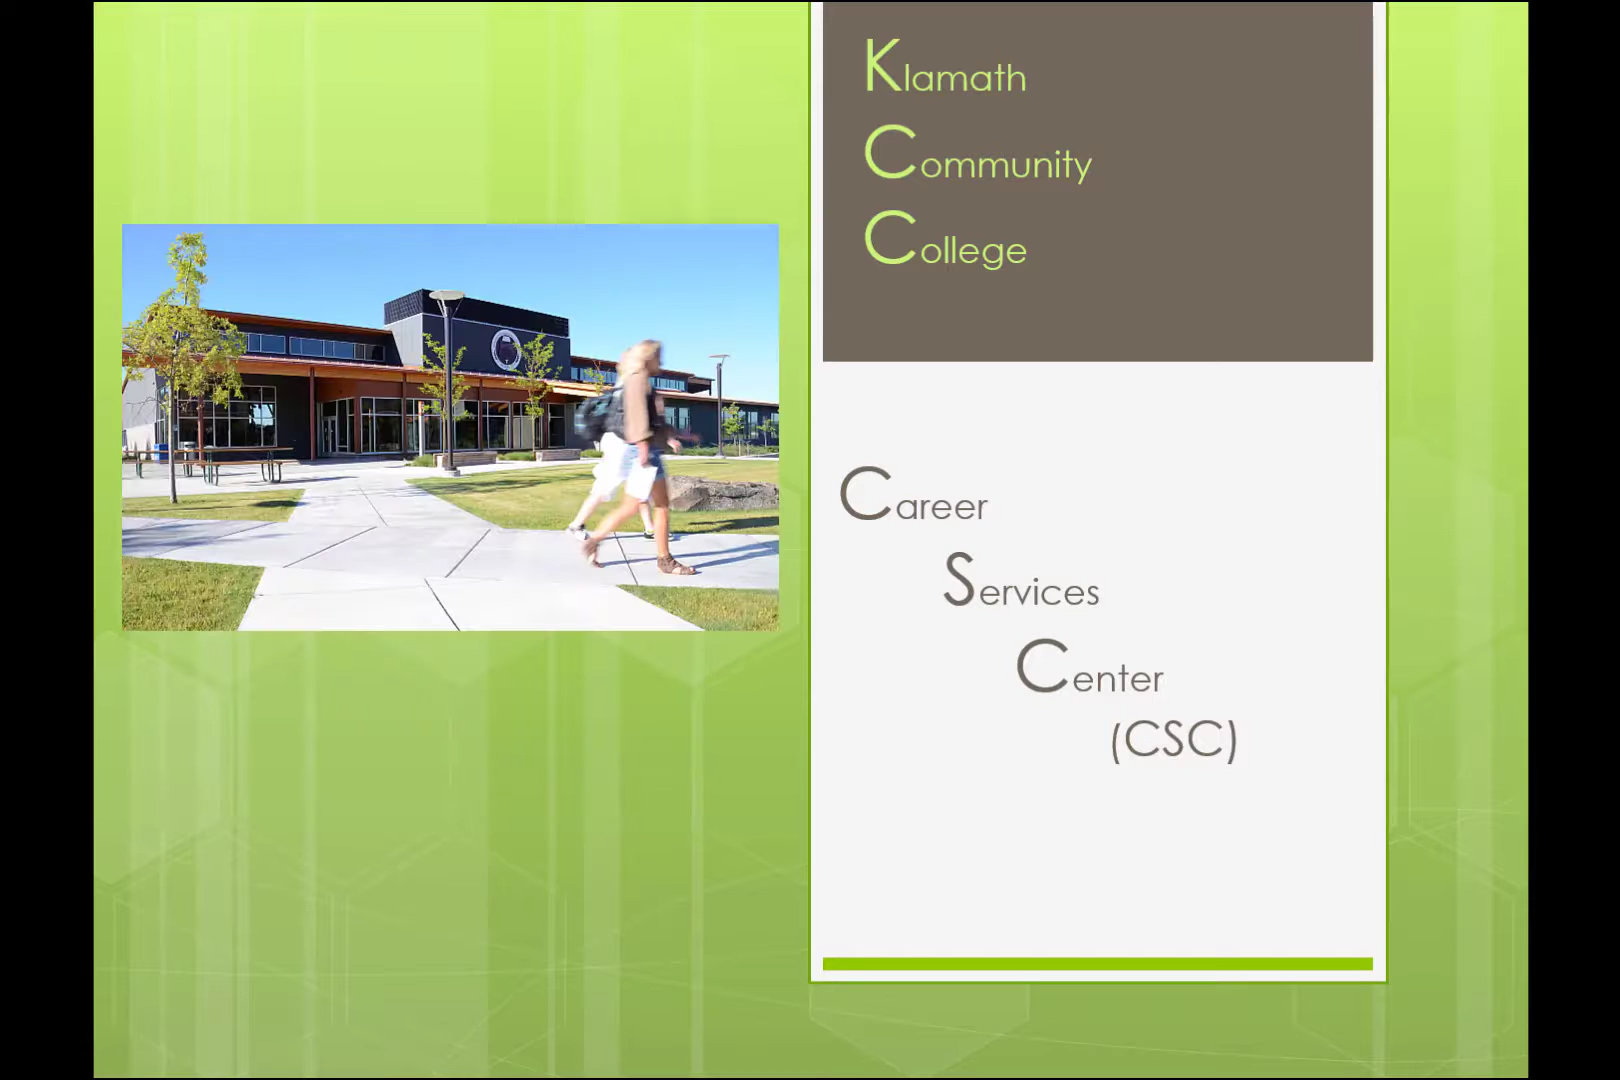 Klamath
Community
College
Career
Services
Center
(CSC)